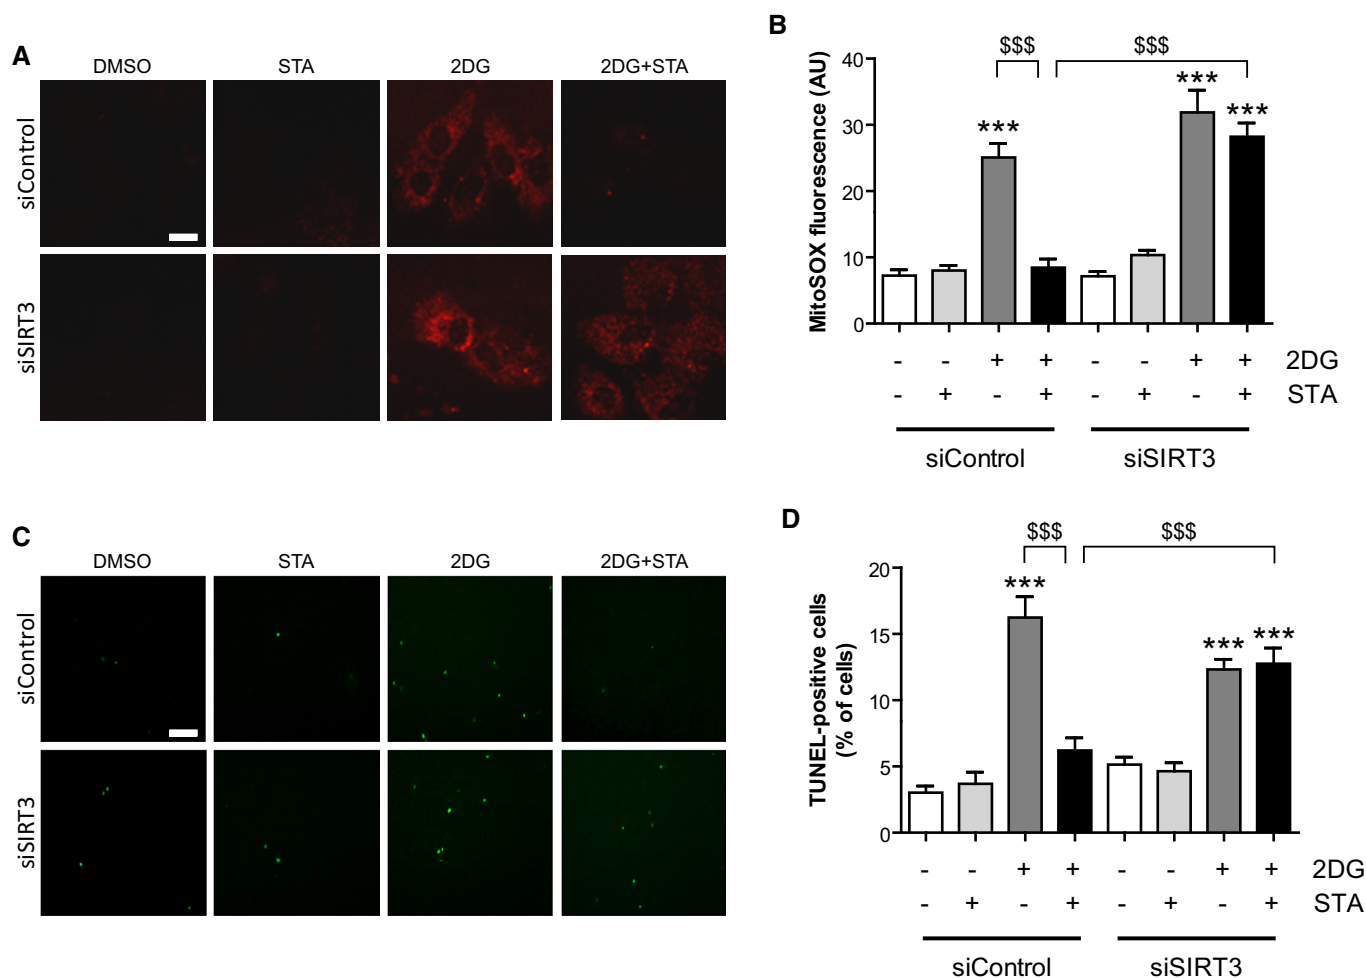 A
DMSO STA 2DG 2DG+STA
siControl
siSIRT3
B
$$$ $$$
MitoSOX fluorescence (AU)
40
30
20
10
0
*** *** ***
- - + + - - + + 2DG
- + - + - + - + STA
siControl siSIRT3
C
DMSO STA 2DG 2DG+STA
siControl
siSIRT3
D
$$$ $$$
TUNEL-positive cells
(% of cells)
20
15
10
5
0
*** *** ***
- - + + - - + + 2DG
- + - + - + - + STA
siControl siSIRT3